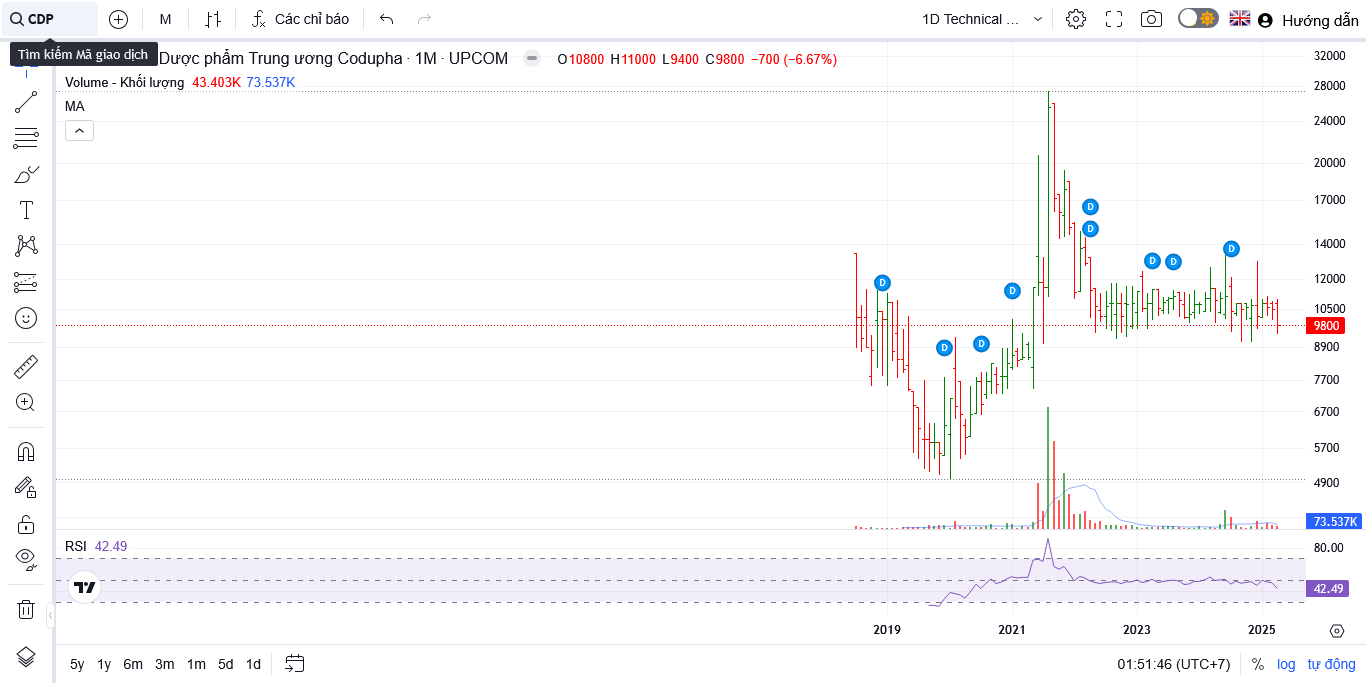 CDP
M
Các chỉ báo
1D Technical ...
Hướng dẫn
Tìm kiếm Mã giao dịch
Dược phẩm Trung ương Codupha · 1M · UPCOM
O10800 H11000 L9400 C9800 −700 (−6.67%)
Volume - Khối lượng 43.403K 73.537K
MA
32000
28000
24000
20000
17000
14000
12000
10500
9800
8900
7700
6700
5700
4900
73.537K
D
D
D
D
D
D
D
D
D
RSI 42.49
80.00
42.49
2019
2021
2023
2025
5y 1y 6m 3m 1m 5d 1d
01:51:46 (UTC+7)
% log tự động